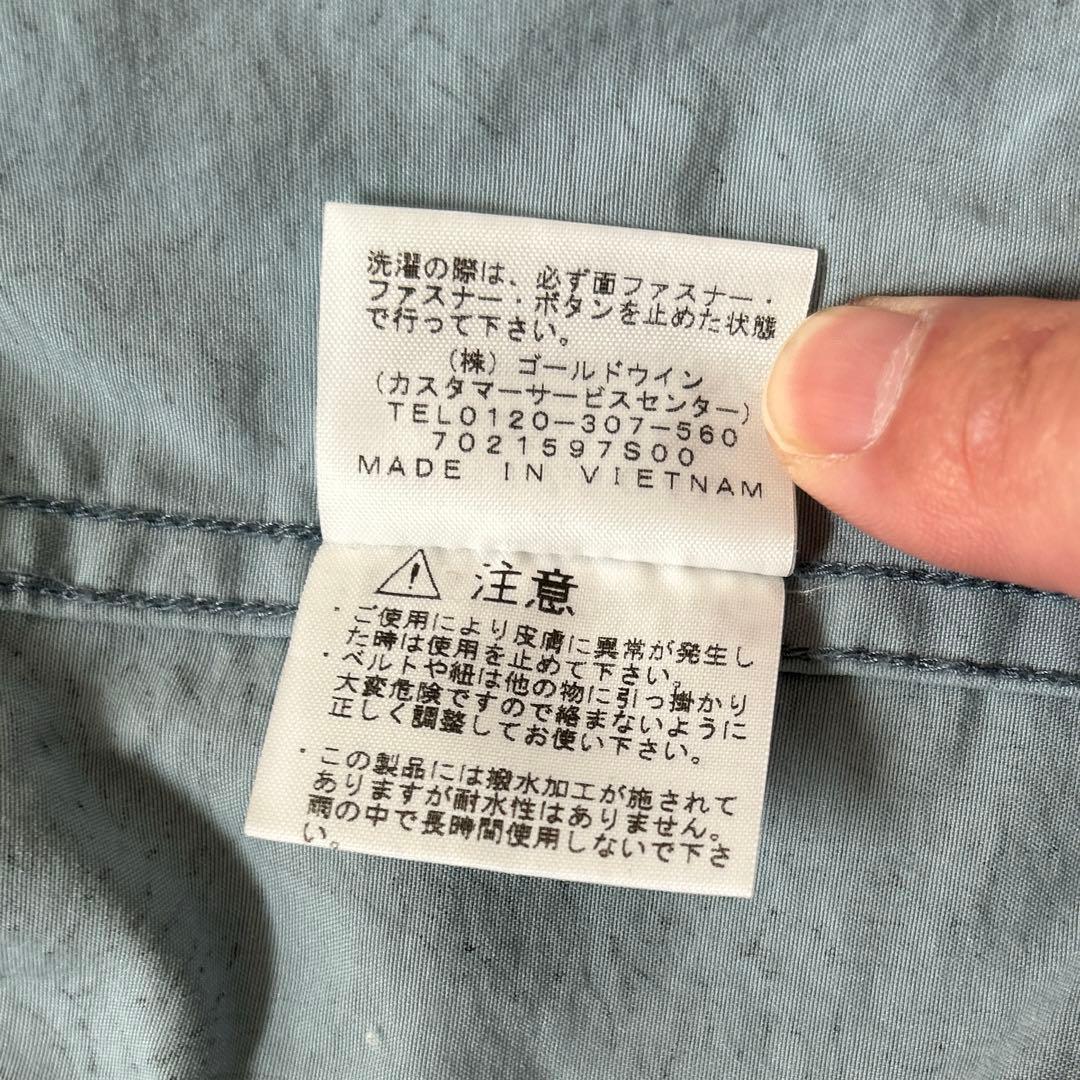 洗濯の際は、必ず面ファスナー・
ファスナー・ボタンを止めた状態
で行って下さい。
(株)ゴールドウイン
(カスタマーサービスセンター)
TEL0120-307-560
7021597S00
MADE IN VIETNAM
注意
・ご使用により皮膚に異常が発生し
た時は使用を止めて下さい。
・ベルトや紐は他の物に引っ掛かり
大変危険ですので絡まないように
正しく調整してお使い下さい。
・この製品には撥水加工が施されて
ありますが耐水性はありません。
雨の中で長時間使用しないで下さ
い。